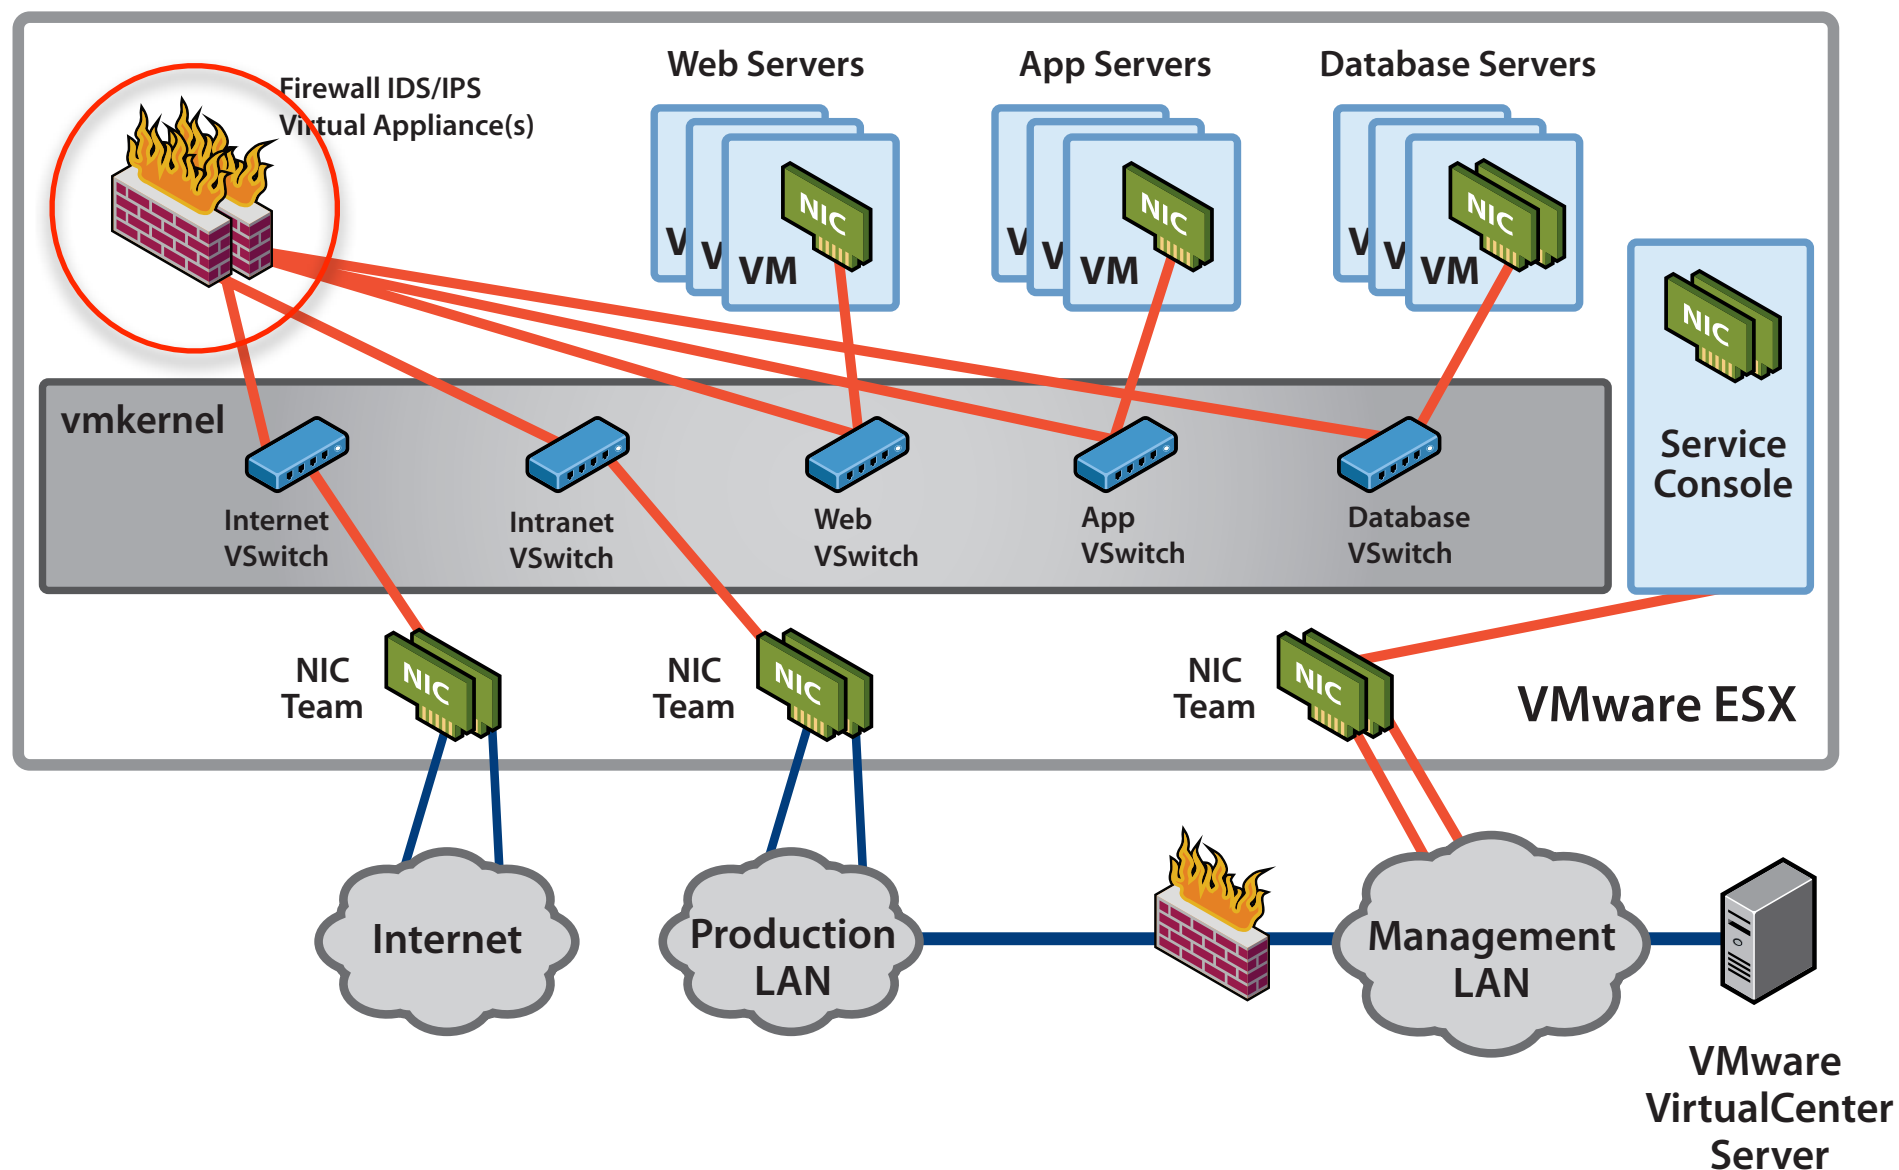 Web Servers
App Servers
Database Servers
Firewall IDS/IPS
Virtual Appliance(s)
NIC
V
V
VM
NIC
V
V
VM
NIC
V
V
VM
NIC
Service
Console
vmkernel
Internet
VSwitch
Intranet
VSwitch
Web
VSwitch
App
VSwitch
Database
VSwitch
NIC
Team
NIC
NIC
Team
NIC
NIC
Team
NIC
VMware ESX
Internet
Production
LAN
Management
LAN
VMware
VirtualCenter
Server